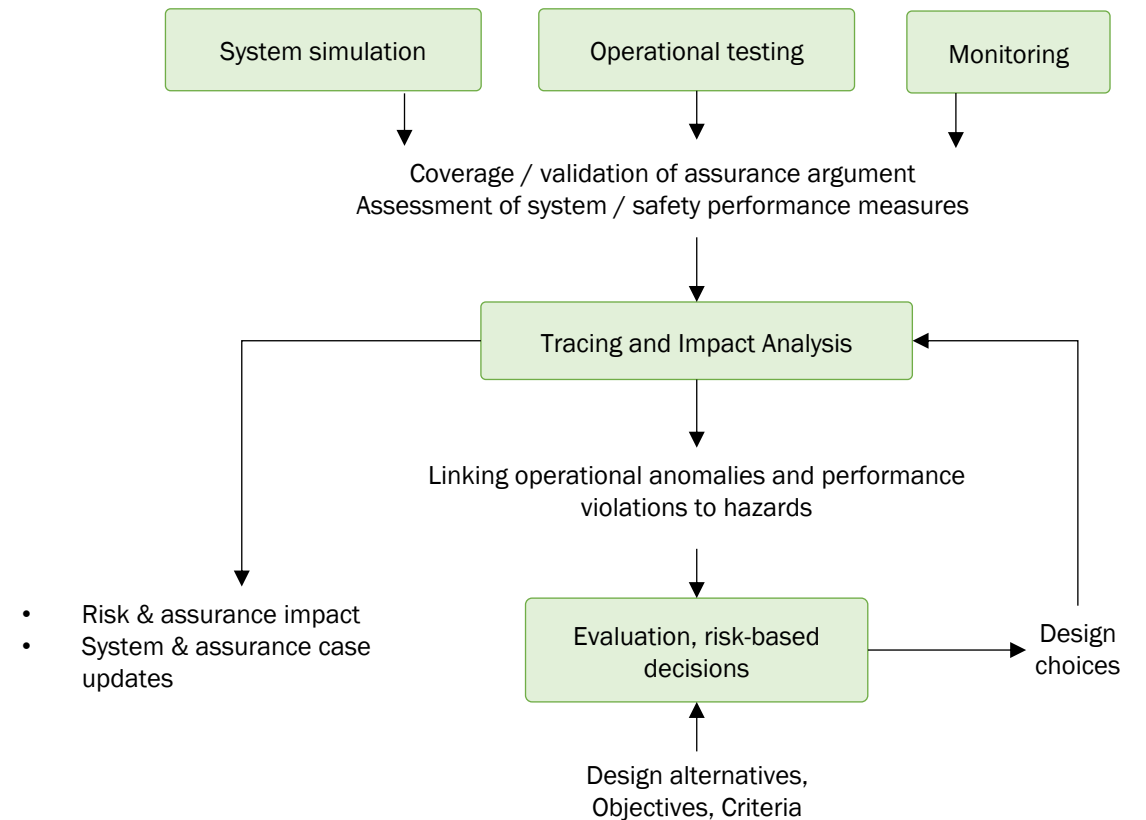 System simulation
Operational testing
Monitoring
Coverage / validation of assurance argument
Assessment of system / safety performance measures
Tracing and Impact Analysis
Linking operational anomalies and performance
violations to hazards
• Risk & assurance impact
• System & assurance case
updates
Evaluation, risk-based
decisions
Design
choices
Design alternatives,
Objectives, Criteria